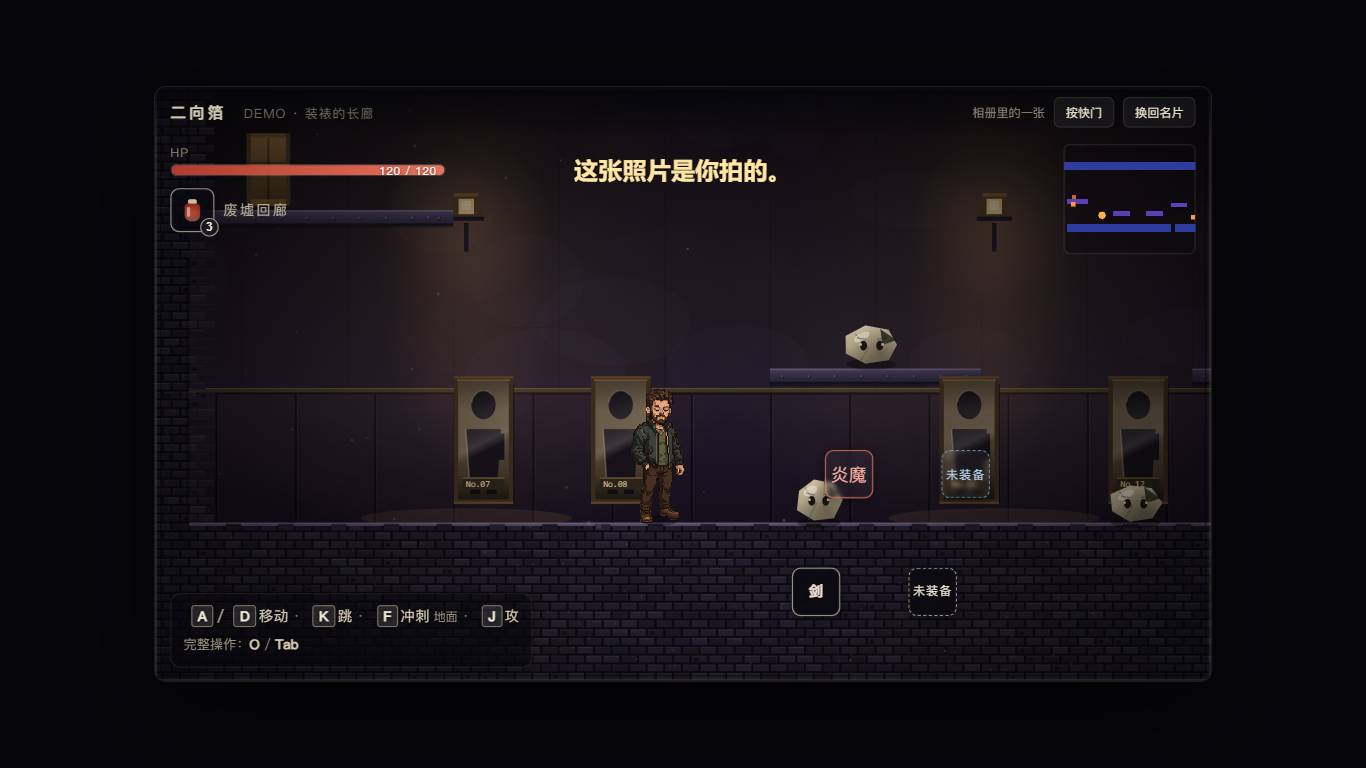 二向箔 DEMO · 装裱的长廊 相册里的一张 按快门 换回名片
HP
120 / 120
这张照片是你拍的。
3 废墟回廊
No.07 No.08 No.12
炎魔 未装备
剑 未装备
A / D 移动 · K 跳 · F 冲刺 地面 · J 攻
完整操作: O / Tab